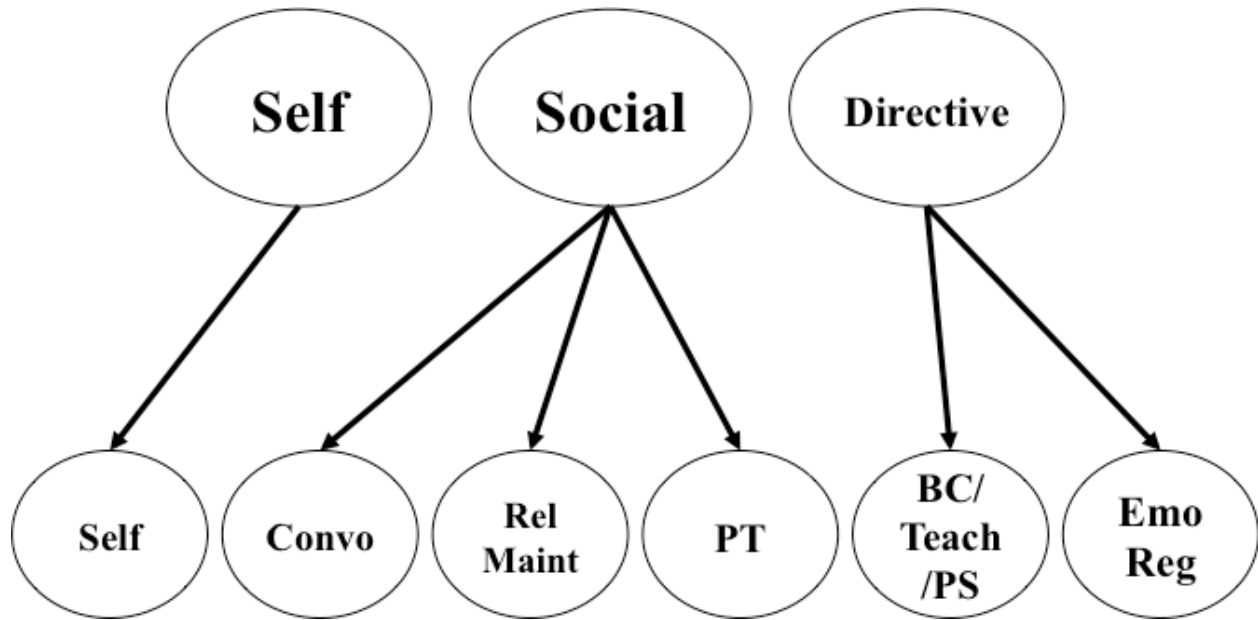 Self
Social
Directive
Self
Convo
Rel
Maint
PT
BC/
Teach
/PS
Emo
Reg